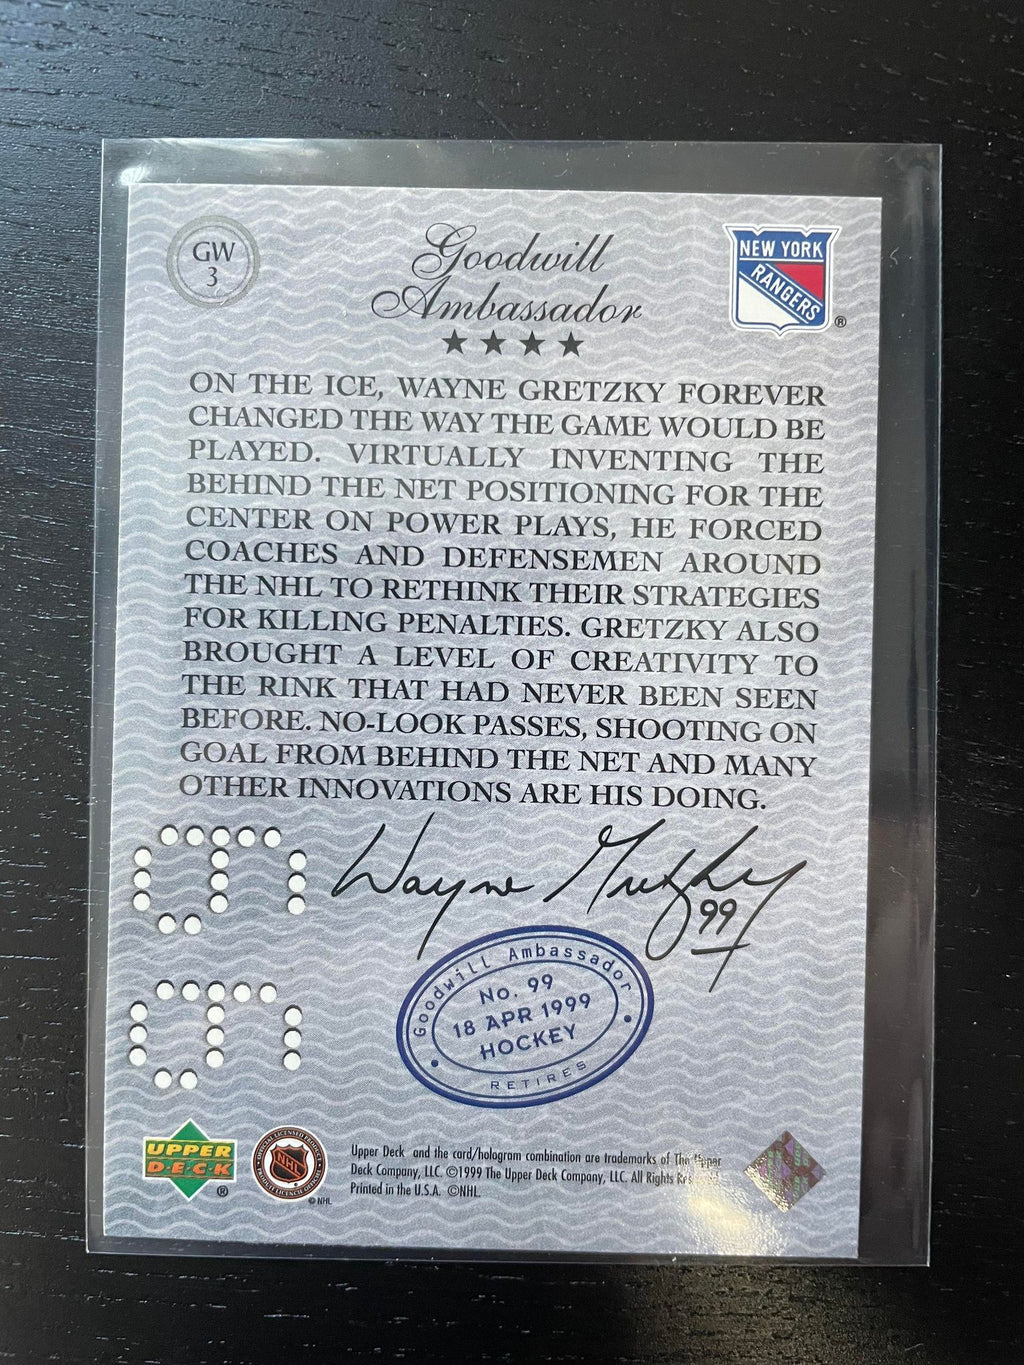 GW
3
Goodwill
Ambassador
NEW YORK
RANGERS
®
ON THE ICE, WAYNE GRETZKY FOREVER
CHANGED THE WAY THE GAME WOULD BE
PLAYED. VIRTUALLY INVENTING THE
BEHIND THE NET POSITIONING FOR THE
CENTER ON POWER PLAYS, HE FORCED
COACHES AND DEFENSEMEN AROUND
THE NHL TO RETHINK THEIR STRATEGIES
FOR KILLING PENALTIES. GRETZKY ALSO
BROUGHT A LEVEL OF CREATIVITY TO
THE RINK THAT HAD NEVER BEEN SEEN
BEFORE. NO-LOOK PASSES, SHOOTING ON
GOAL FROM BEHIND THE NET AND MANY
OTHER INNOVATIONS ARE HIS DOING.
Wayne Gretzky
99
Goodwill Ambassador
No. 99
18 APR 1999
HOCKEY
RETIRES
UPPER
DECK
®
NHL
© NHL
Upper Deck and the card/hologram combination are trademarks of The Upper
Deck Company, LLC. ©1999 The Upper Deck Company, LLC. All Rights
Printed in the U.S.A. ©NHL.